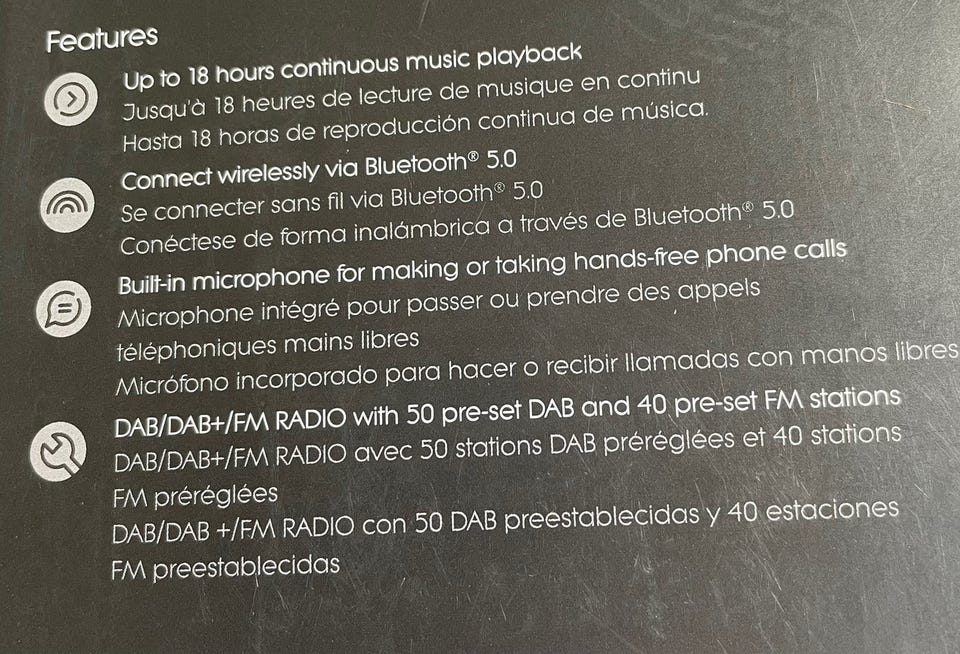 Features
Up to 18 hours continuous music playback
Jusqu'à 18 heures de lecture de musique en continu
Hasta 18 horas de reproducción continua de música.
Connect wirelessly via Bluetooth® 5.0
Se connecter sans fil via Bluetooth® 5.0
Conéctese de forma inalámbrica a través de Bluetooth® 5.0
Built-in microphone for making or taking hands-free phone calls
Microphone intégré pour passer ou prendre des appels
téléphoniques mains libres
Micrófono incorporado para hacer o recibir llamadas con manos libres
DAB/DAB+/FM RADIO with 50 pre-set DAB and 40 pre-set FM stations
DAB/DAB+/FM RADIO avec 50 stations DAB préréglées et 40 stations
FM préréglées
DAB/DAB +/FM RADIO con 50 DAB preestablecidas y 40 estaciones
FM preestablecidas